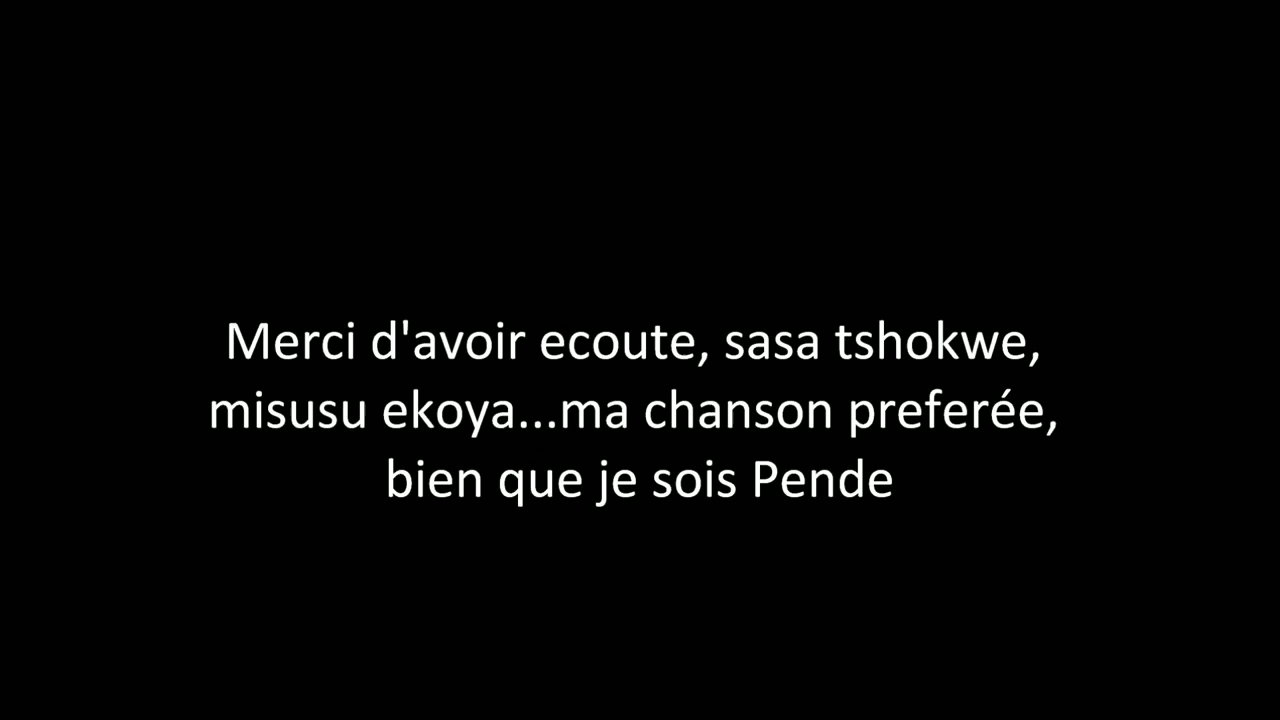 Merci d'avoir ecoute, sasa tshokwe,
misusu ekoya...ma chanson preferée,
bien que je sois Pende